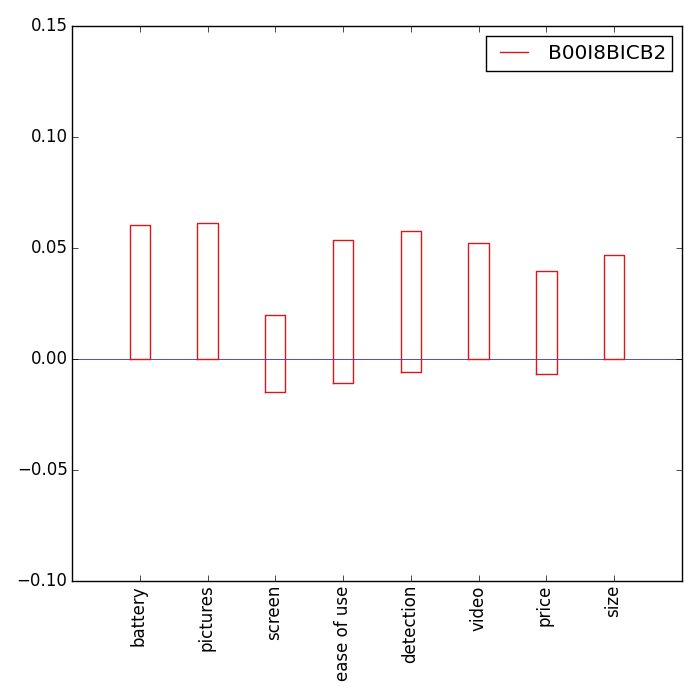 0.15
B00I8BICB2
0.10
0.05
0.00
−0.05
−0.10
battery
pictures
screen
ease of use
detection
video
price
size